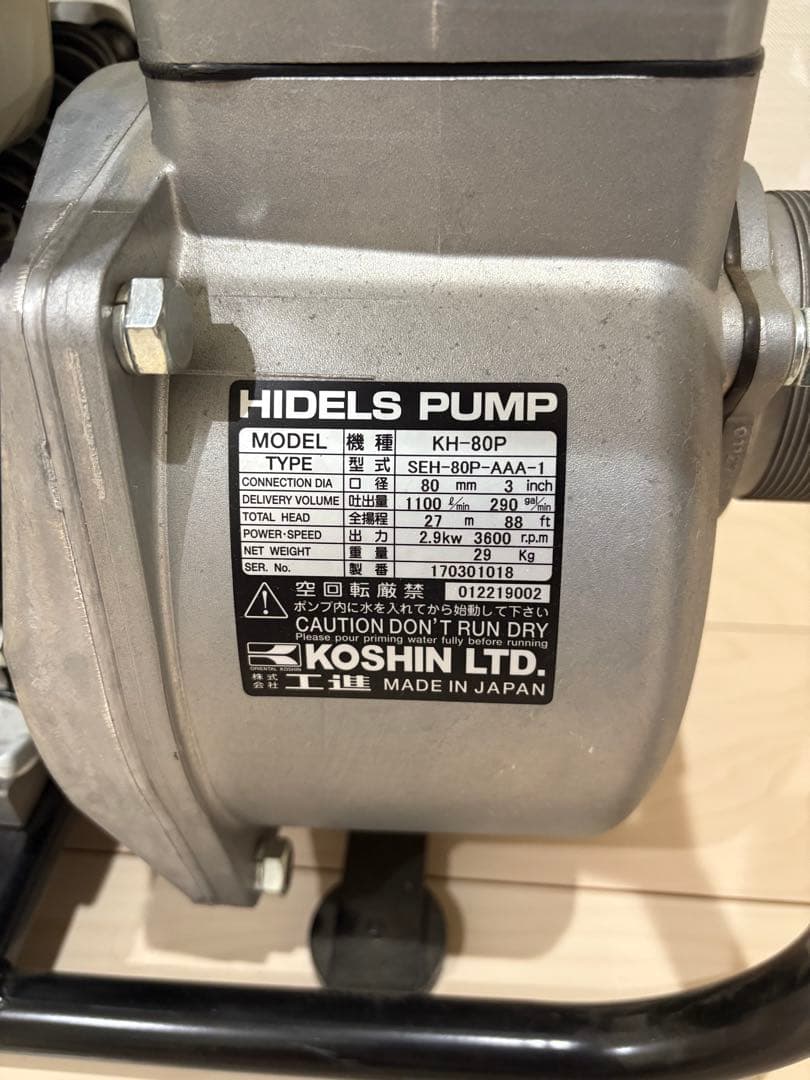 HIDELS PUMP
MODEL 機種 KH-80P
TYPE 型式 SEH-80P-AAA-1
CONNECTION DIA 口径 80 mm 3 inch
DELIVERY VOLUME 吐出量 1100 ℓ/min 290 gal/min
TOTAL HEAD 全揚程 27 m 88 ft
POWER・SPEED 出力 2.9kw 3600 r.p.m
NET WEIGHT 重量 29 Kg
SER. No. 製番 170301018
空回転厳禁 012219002
ポンプ内に水を入れてから始動して下さい
CAUTION DON'T RUN DRY
Please pour priming water fully before running
ORIENTAL KOSHIN
KOSHIN LTD.
株式会社 工進 MADE IN JAPAN